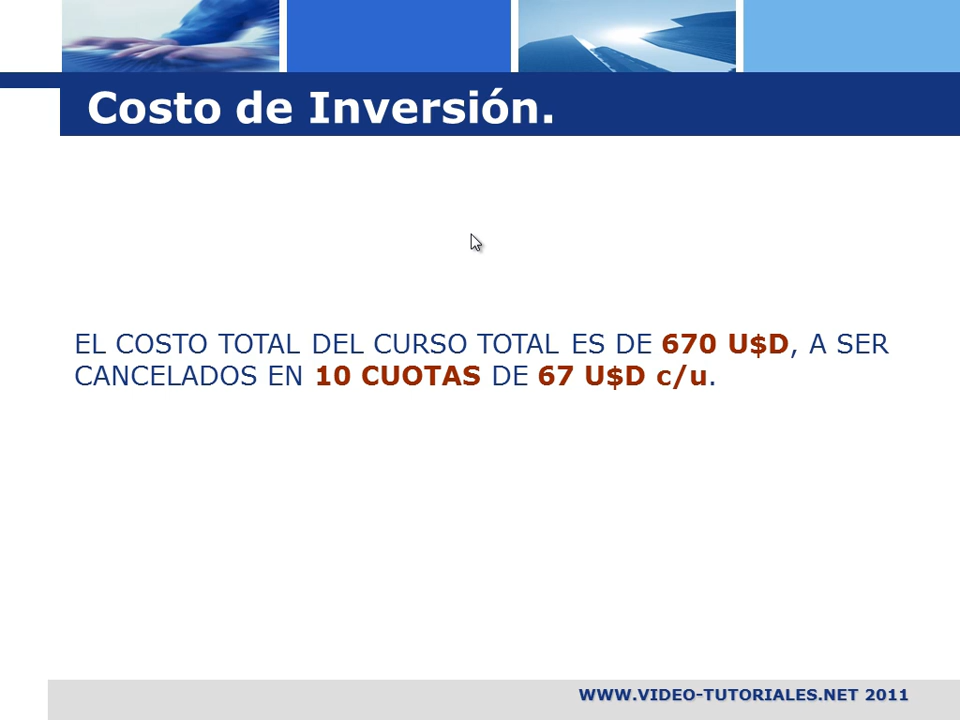 Costo de Inversión.
EL COSTO TOTAL DEL CURSO TOTAL ES DE 670 U$D, A SER
CANCELADOS EN 10 CUOTAS DE 67 U$D c/u.
WWW.VIDEO-TUTORIALES.NET 2011